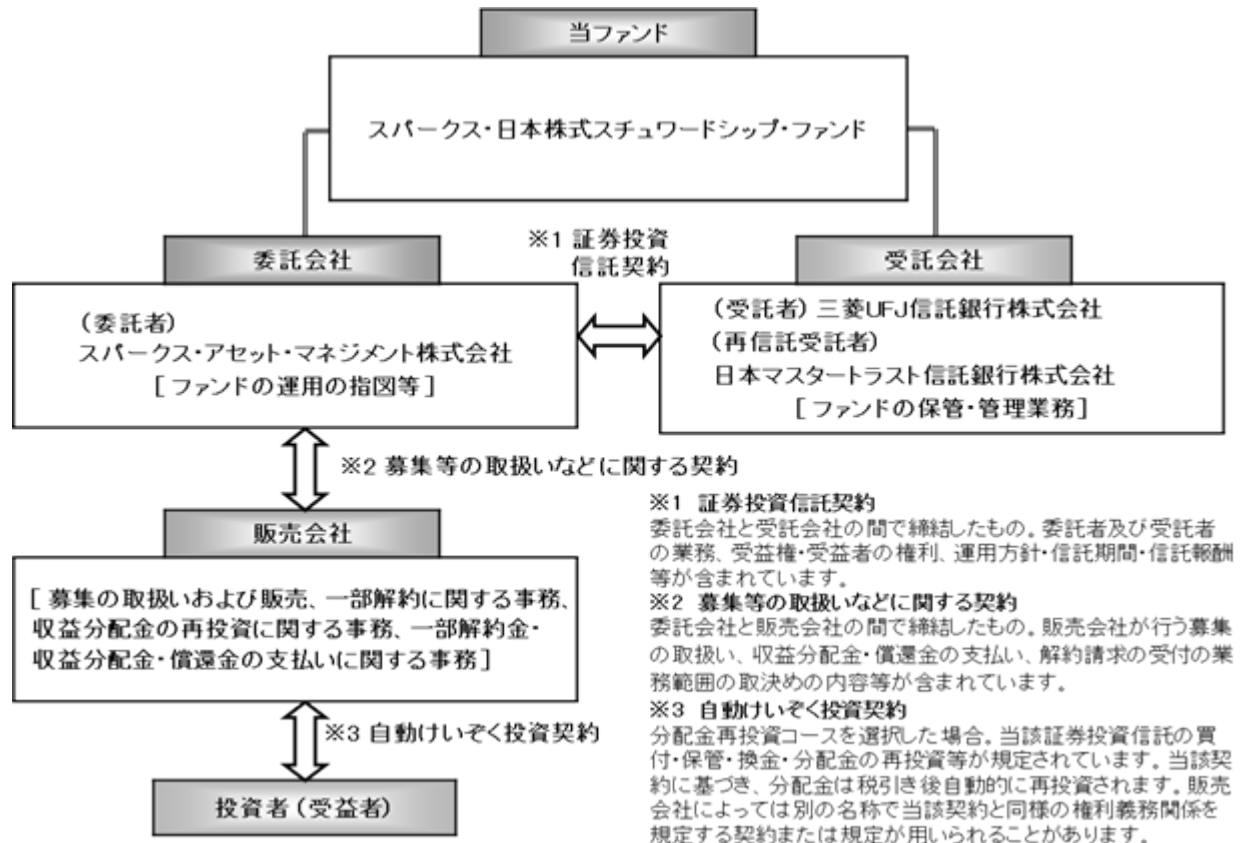 当ファンド
スパークス・日本株式スチュワードシップ・ファンド
※1 証券投資
信託契約
委託会社
(委託者)
スパークス・アセット・マネジメント株式会社
[ファンドの運用の指図等]
受託会社
(受託者) 三菱UFJ信託銀行株式会社
(再信託受託者)
日本マスタートラスト信託銀行株式会社
[ファンドの保管・管理業務]
※2 募集等の取扱いなどに関する契約
販売会社
[募集の取扱いおよび販売、一部解約に関する事務、
収益分配金の再投資に関する事務、一部解約金・
収益分配金・償還金の支払いに関する事務]
※3 自動けいぞく投資契約
投資者(受益者)
※1 証券投資信託契約
委託会社と受託会社の間で締結したもの。委託者及び受託者
の業務、受益権・受益者の権利、運用方針・信託期間・信託報酬
等が含まれています。
※2 募集等の取扱いなどに関する契約
委託会社と販売会社の間で締結したもの。販売会社が行う募集
の取扱い、収益分配金・償還金の支払い、解約請求の受付の業
務範囲の取決めの内容等が含まれています。
※3 自動けいぞく投資契約
分配金再投資コースを選択した場合。当該証券投資信託の買
付・保管・換金・分配金の再投資等が規定されています。当該契
約に基づき、分配金は税引き後自動的に再投資されます。販売
会社によっては別の名称で当該契約と同様の権利義務関係を
規定する契約または規定が用いられることがあります。